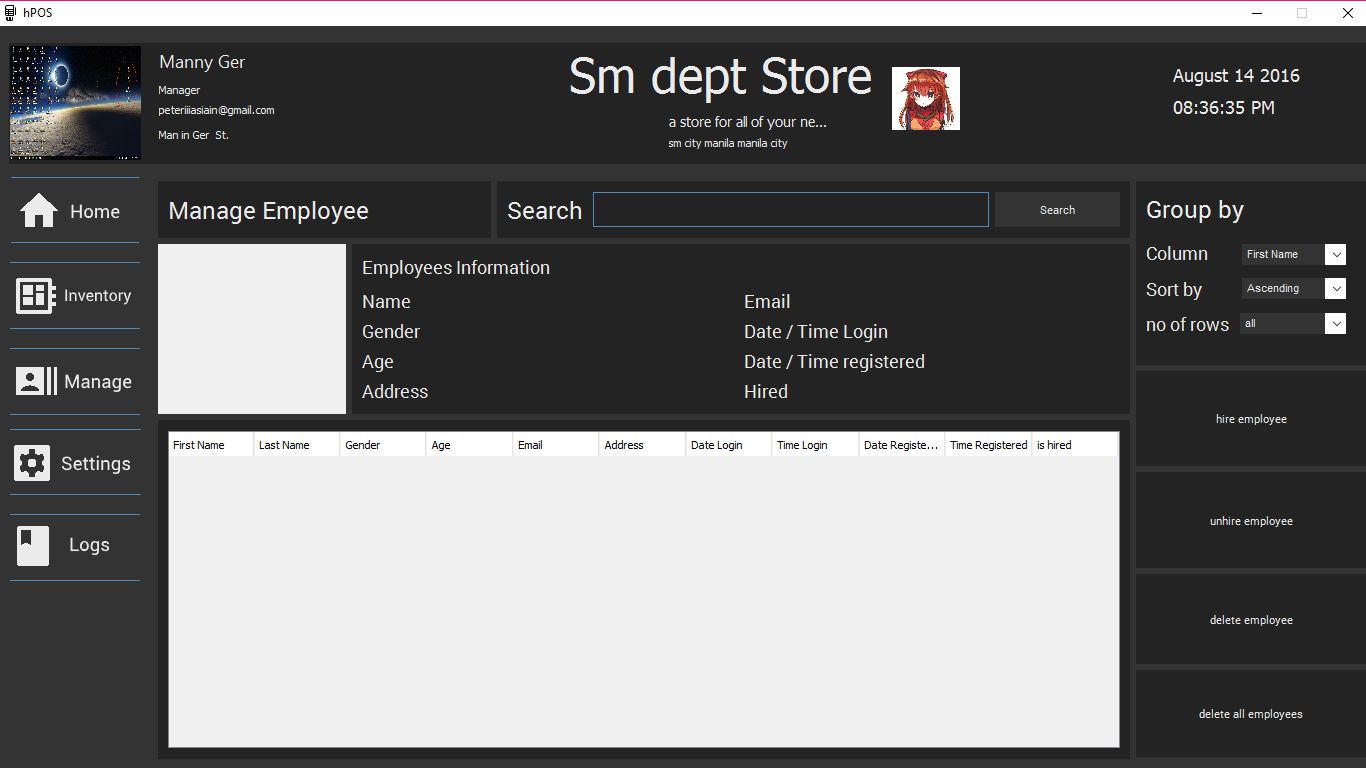 hPOS
Manny Ger
Manager
peteriiiasiain@gmail.com
Man in Ger St.
Sm dept Store
a store for all of your ne...
sm city manila manila city
August 14 2016
08:36:35 PM
Home
Inventory
Manage
Settings
Logs
Manage Employee
Search
Search
Employees Information
Name
Gender
Age
Address
Email
Date / Time Login
Date / Time registered
Hired
First Name Last Name Gender Age Email Address Date Login Time Login Date Registe... Time Registered is hired
Group by
Column First Name
Sort by Ascending
no of rows all
hire employee
unhire employee
delete employee
delete all employees